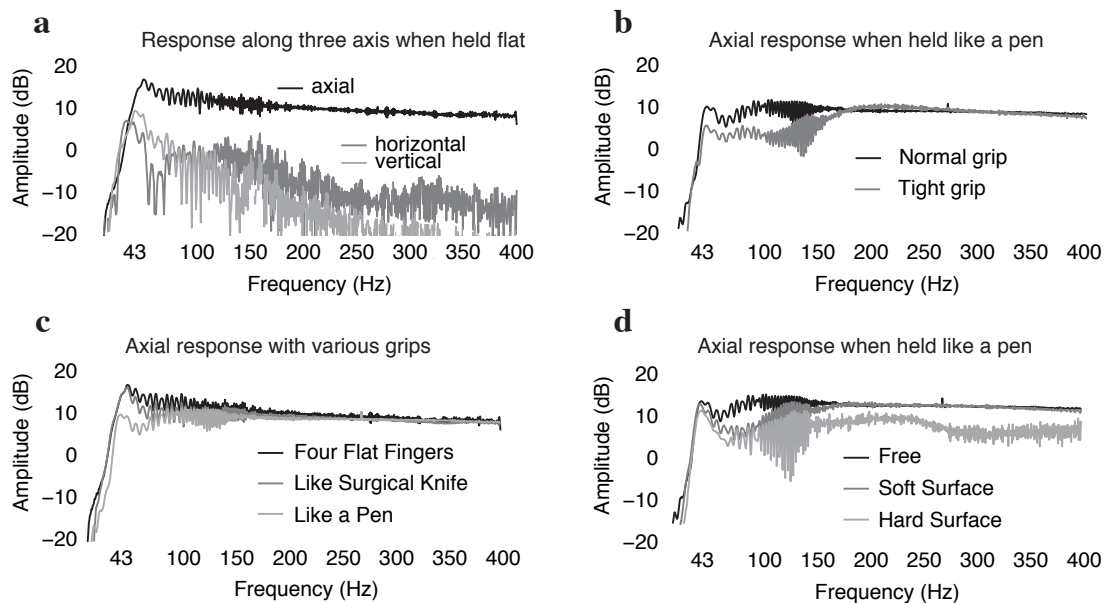 a
Response along three axis when held flat
Amplitude (dB)
20
10
0
−10
−20
axial
horizontal
vertical
43 100 150 200 250 300 350 400
Frequency (Hz)
b
Axial response when held like a pen
Amplitude (dB)
20
10
0
−10
−20
Normal grip
Tight grip
43 100 150 200 250 300 350 400
Frequency (Hz)
c
Axial response with various grips
Amplitude (dB)
20
10
0
−10
−20
Four Flat Fingers
Like Surgical Knife
Like a Pen
43 100 150 200 250 300 350 400
Frequency (Hz)
d
Axial response when held like a pen
Amplitude (dB)
20
10
0
−10
−20
Free
Soft Surface
Hard Surface
43 100 150 200 250 300 350 400
Frequency (Hz)